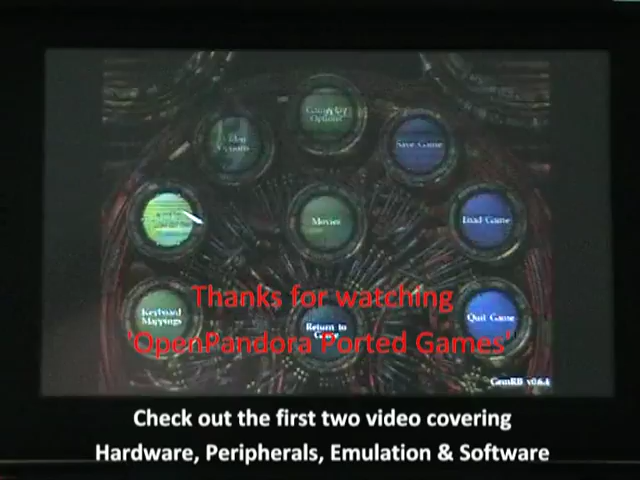 Gameplay
Options
Video
Options
Save Game
Movies
Load Game
Thanks for watching
Keyboard
Mappings
Return to
Game
Quit Game
'OpenPandora Ported Games'
GemRB v0.6.4
Check out the first two video covering
Hardware, Peripherals, Emulation & Software